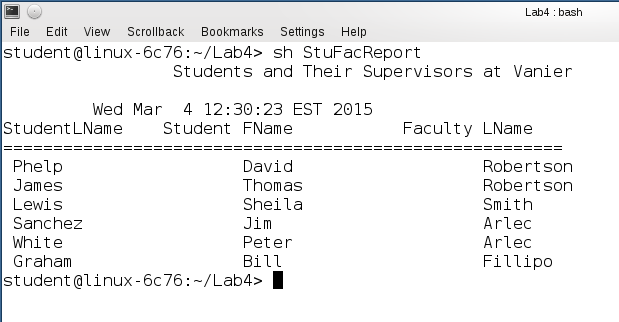 Lab4 : bash
File Edit View Scrollback Bookmarks Settings Help
student@linux-6c76:~/Lab4> sh StuFacReport
Students and Their Supervisors at Vanier
Wed Mar  4 12:30:23 EST 2015
StudentLName    Student FName           Faculty LName
========================================================
Phelp                  David                   Robertson
James                  Thomas                  Robertson
Lewis                  Sheila                  Smith
Sanchez                Jim                     Arlec
White                  Peter                   Arlec
Graham                 Bill                    Fillipo
student@linux-6c76:~/Lab4>